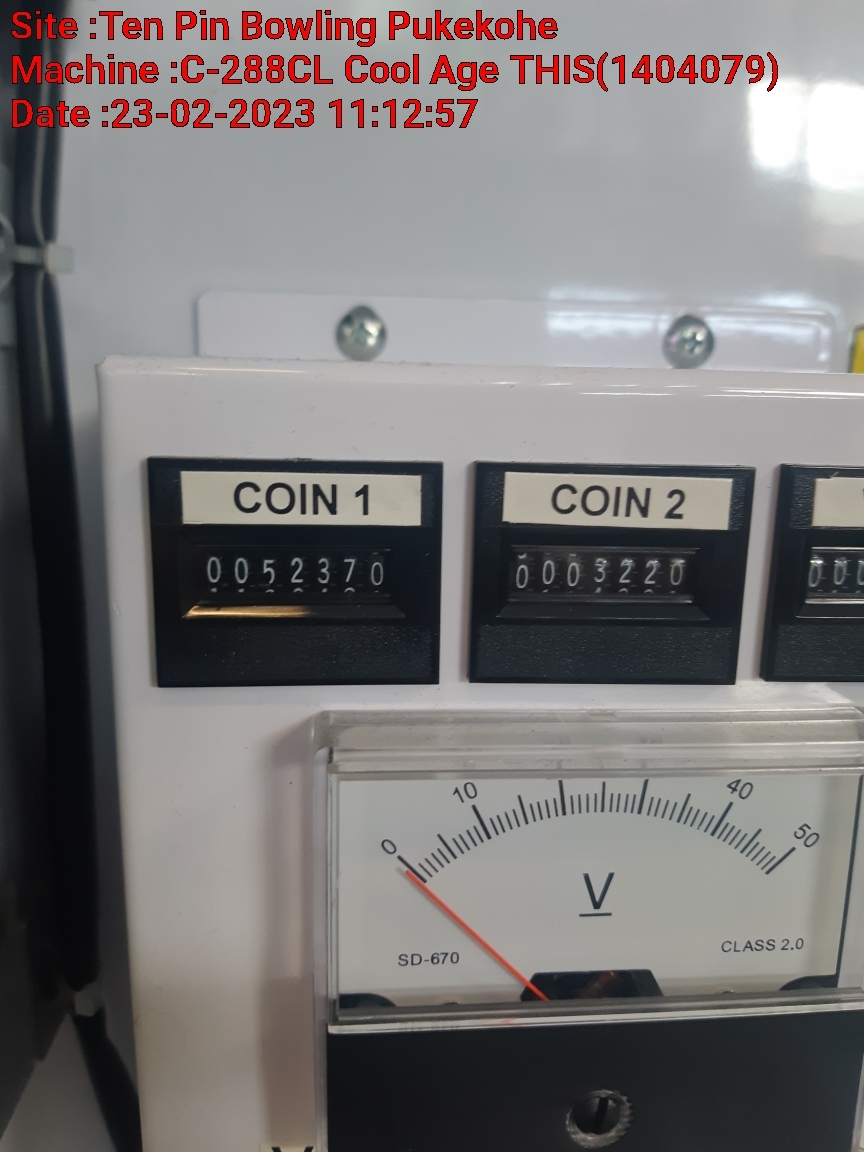 Site :Ten Pin Bowling Pukekohe
Machine :C-288CL Cool Age THIS(1404079)
Date :23-02-2023 11:12:57
COIN 1
COIN 2
0052370
0003220
0 10 40 50
V
SD-670
CLASS 2.0